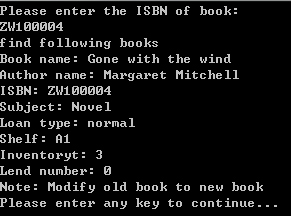 Please enter the ISBN of book:
ZW100004
find following books
Book name: Gone with the wind
Author name: Margaret Mitchell
ISBN: ZW100004
Subject: Novel
Loan type: normal
Shelf: A1
Inventoryt: 3
Lend number: 0
Note: Modify old book to new book
Please enter any key to continue...